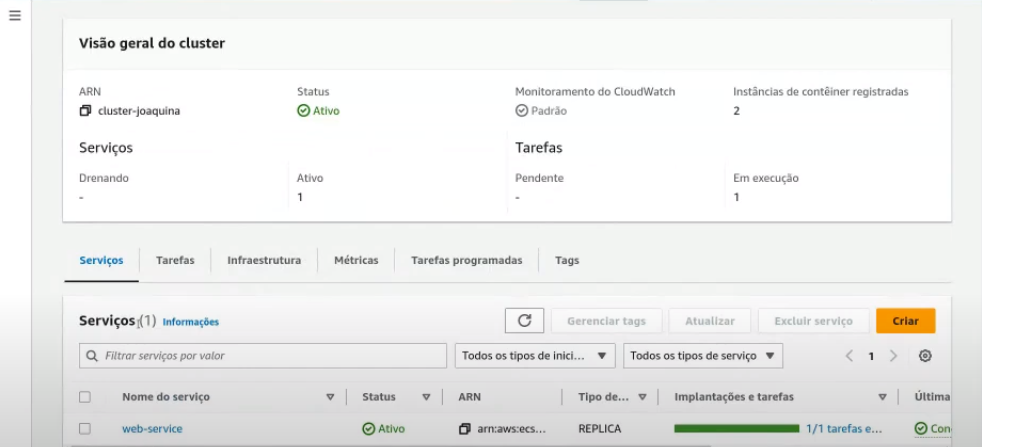 Visão geral do cluster
ARN Status Monitoramento do CloudWatch Instâncias de contêiner registradas
cluster-joaquina Ativo Padrão 2
Serviços Tarefas
Drenando Ativo Pendente Em execução
- 1 - 1
Serviços Tarefas Infraestrutura Métricas Tarefas programadas Tags
Serviços (1) Informações Gerenciar tags Atualizar Excluir serviço Criar
Filtrar serviços por valor Todos os tipos de inici... Todos os tipos de serviço 1
Nome do serviço Status ARN Tipo de... Implantações e tarefas Última
web-service Ativo arn:aws:ecs... REPLICA 1/1 tarefas e... Con